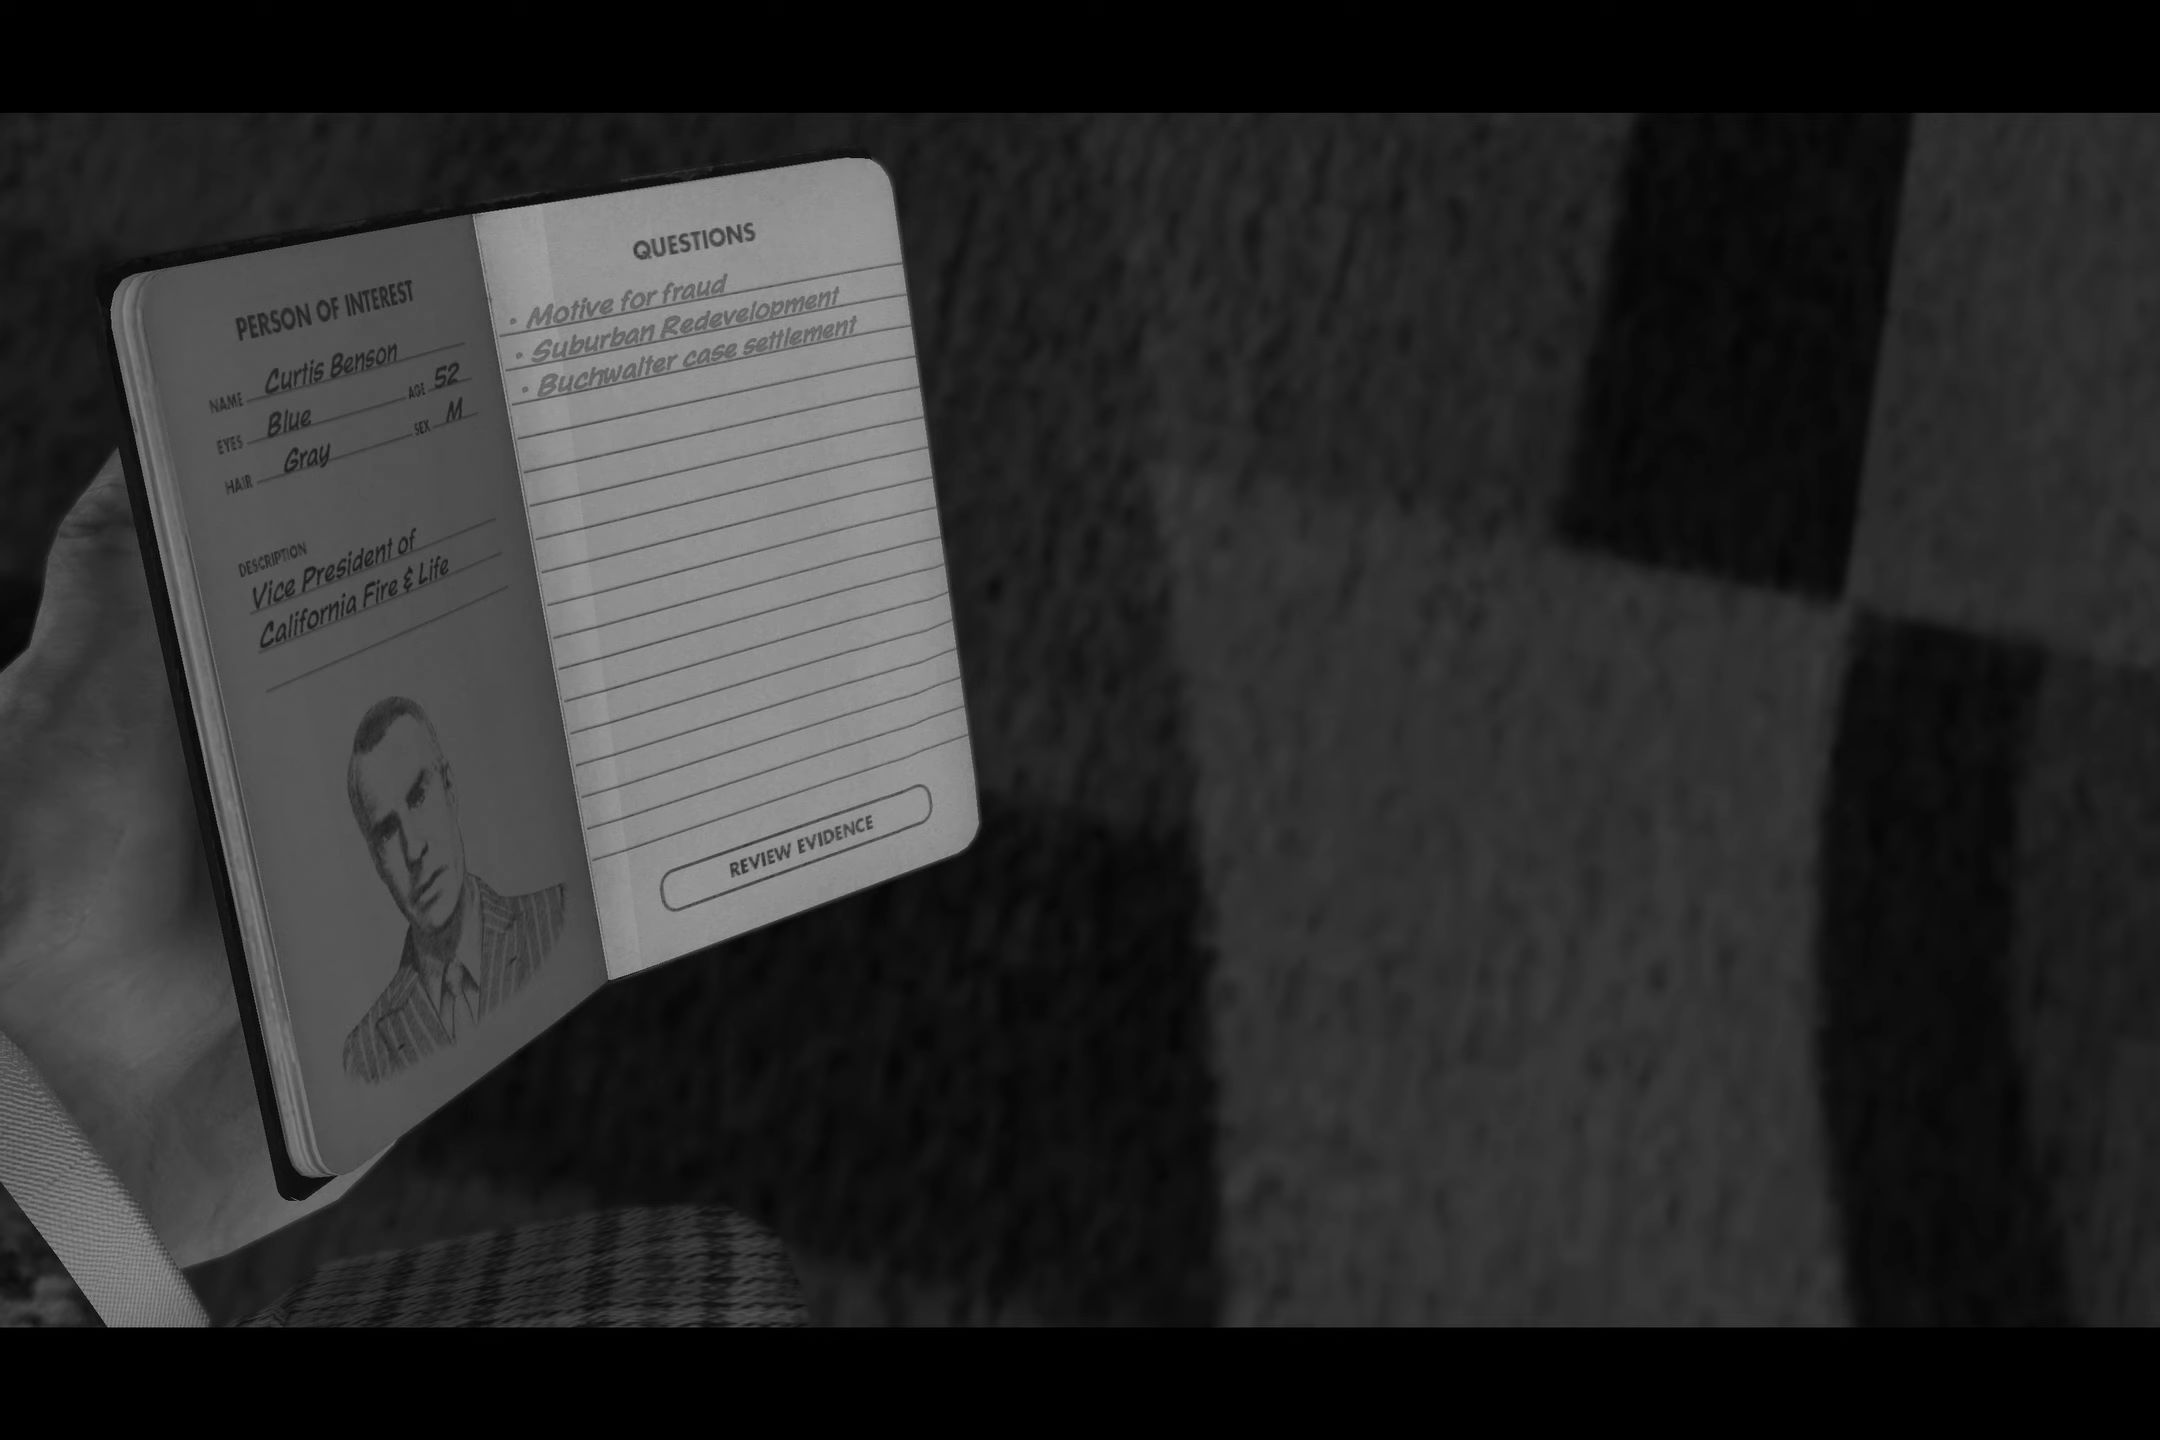 PERSON OF INTEREST
NAME Curtis Benson
EYES Blue AGE 52
HAIR Gray SEX M
DESCRIPTION
Vice President of
California Fire & Life
QUESTIONS
• Motive for fraud
• Suburban Redevelopment
• Buchwalter case settlement
REVIEW EVIDENCE